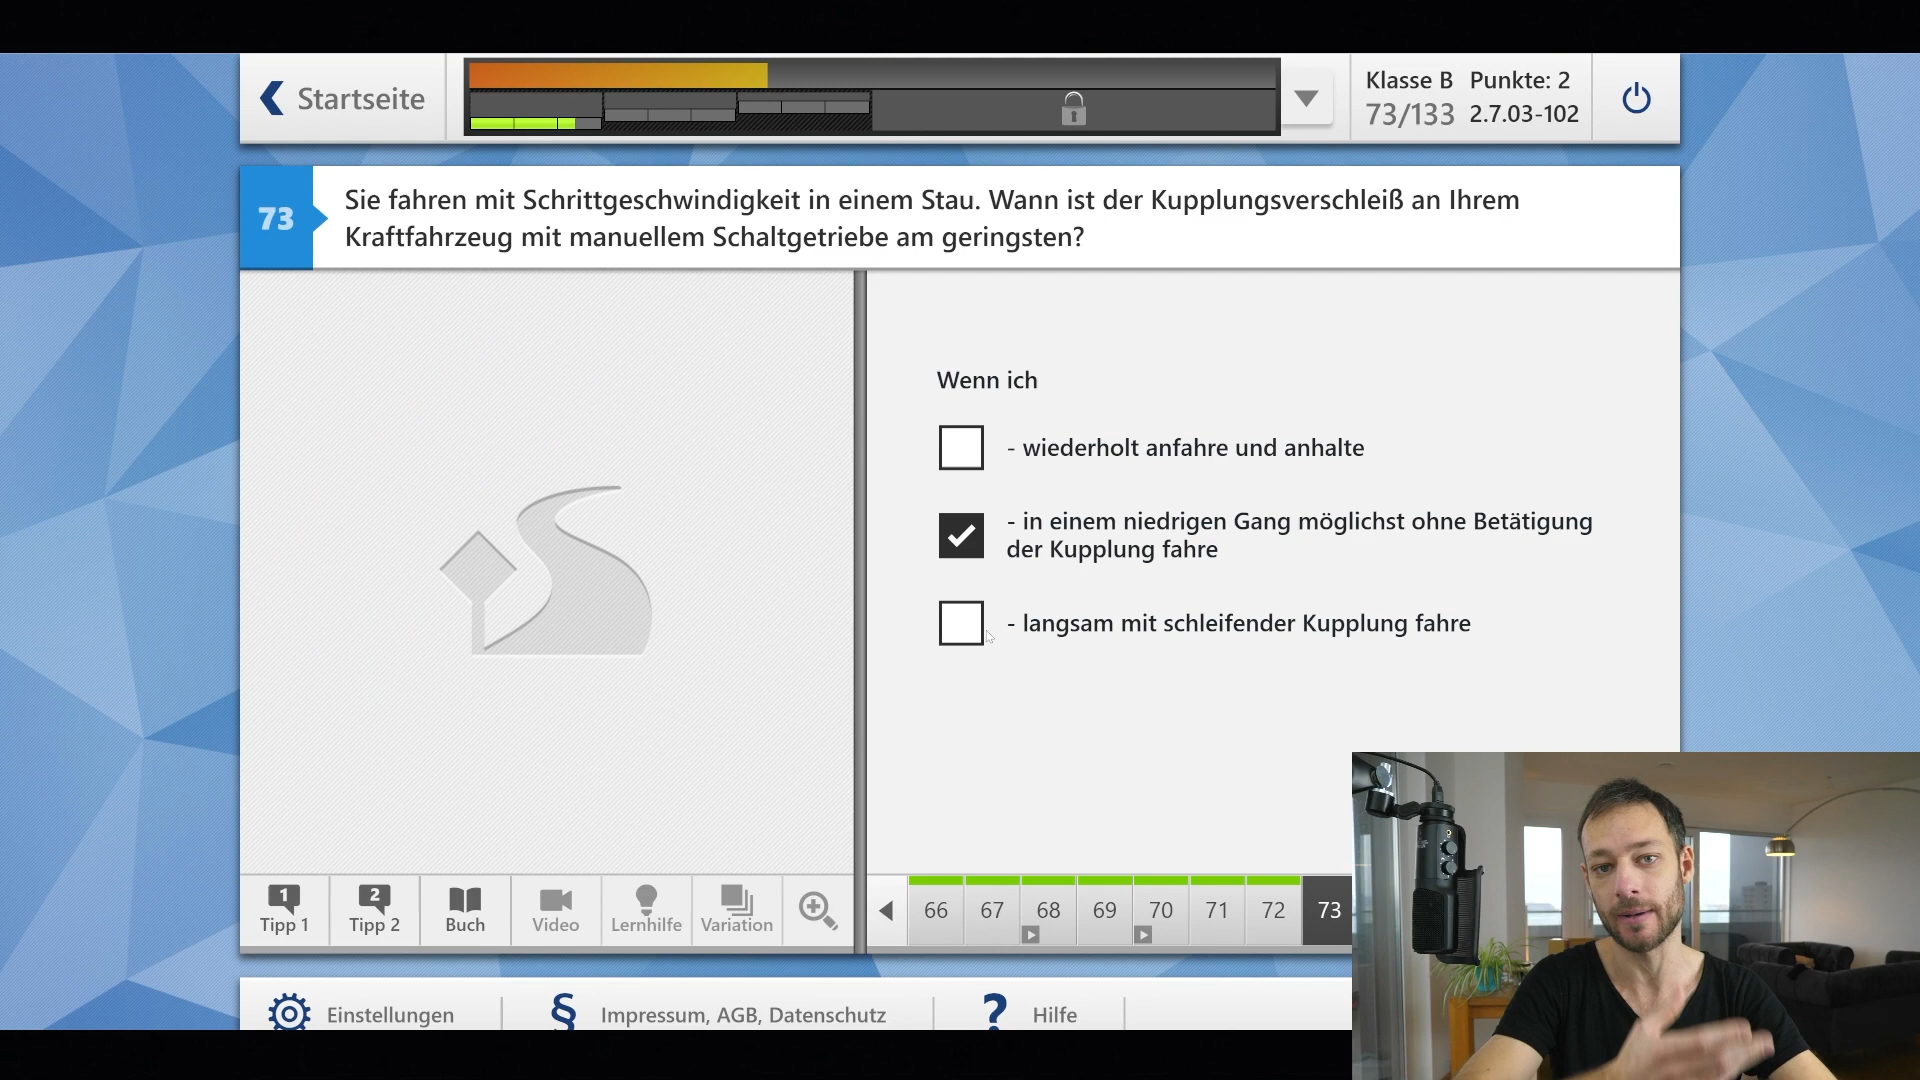 Startseite
Klasse B Punkte: 2
73/133 2.7.03-102
73
Sie fahren mit Schrittgeschwindigkeit in einem Stau. Wann ist der Kupplungsverschleiß an Ihrem
Kraftfahrzeug mit manuellem Schaltgetriebe am geringsten?
Wenn ich
- wiederholt anfahre und anhalte
- in einem niedrigen Gang möglichst ohne Betätigung
der Kupplung fahre
- langsam mit schleifender Kupplung fahre
1 2
Tipp 1 Tipp 2 Buch Video Lernhilfe Variation
66 67 68 69 70 71 72 73
§ ?
Einstellungen Impressum, AGB, Datenschutz Hilfe